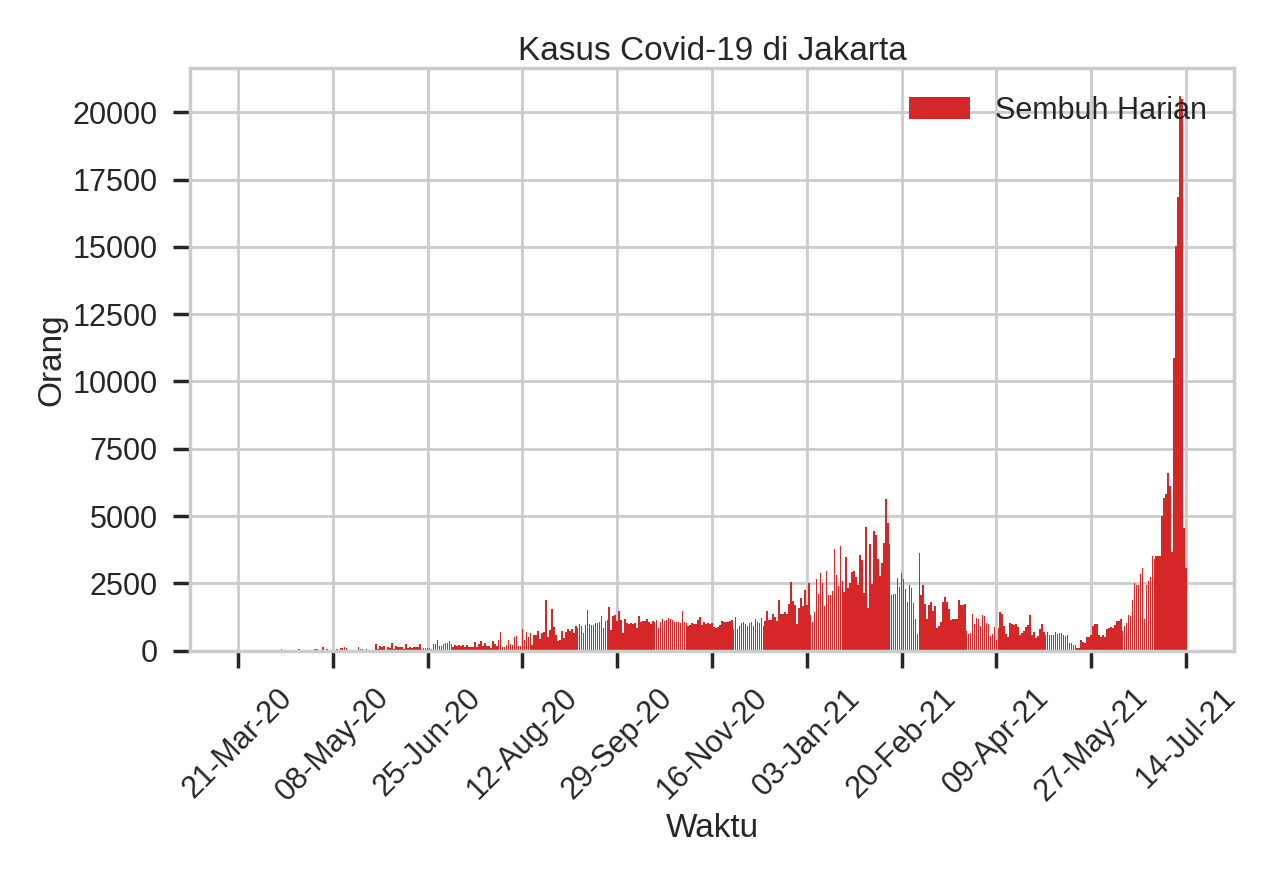 Kasus Covid-19 di Jakarta
Sembuh Harian
Orang
20000
17500
15000
12500
10000
7500
5000
2500
0
21-Mar-20
08-May-20
25-Jun-20
12-Aug-20
29-Sep-20
16-Nov-20
03-Jan-21
20-Feb-21
09-Apr-21
27-May-21
14-Jul-21
Waktu